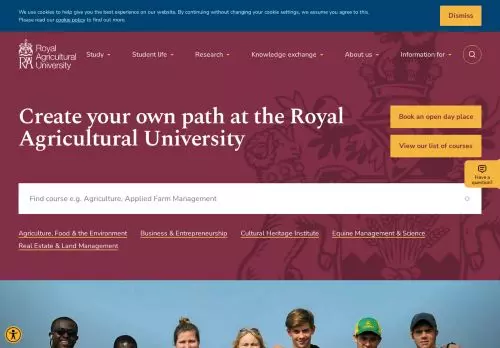 We use cookies to help give you the best experience on our website. By continuing without changing your cookie settings, we assume you agree to this.
Please read our cookie policy to find out more.
Dismiss
Royal
Agricultural
University
Study
Student life
Research
Knowledge exchange
About us
Information for
Create your own path at the Royal
Agricultural University
Book an open day place
View our list of courses
Have a
question?
Find course e.g. Agriculture, Applied Farm Management
Agriculture, Food & the Environment
Business & Entrepreneurship
Cultural Heritage Institute
Equine Management & Science
Real Estate & Land Management